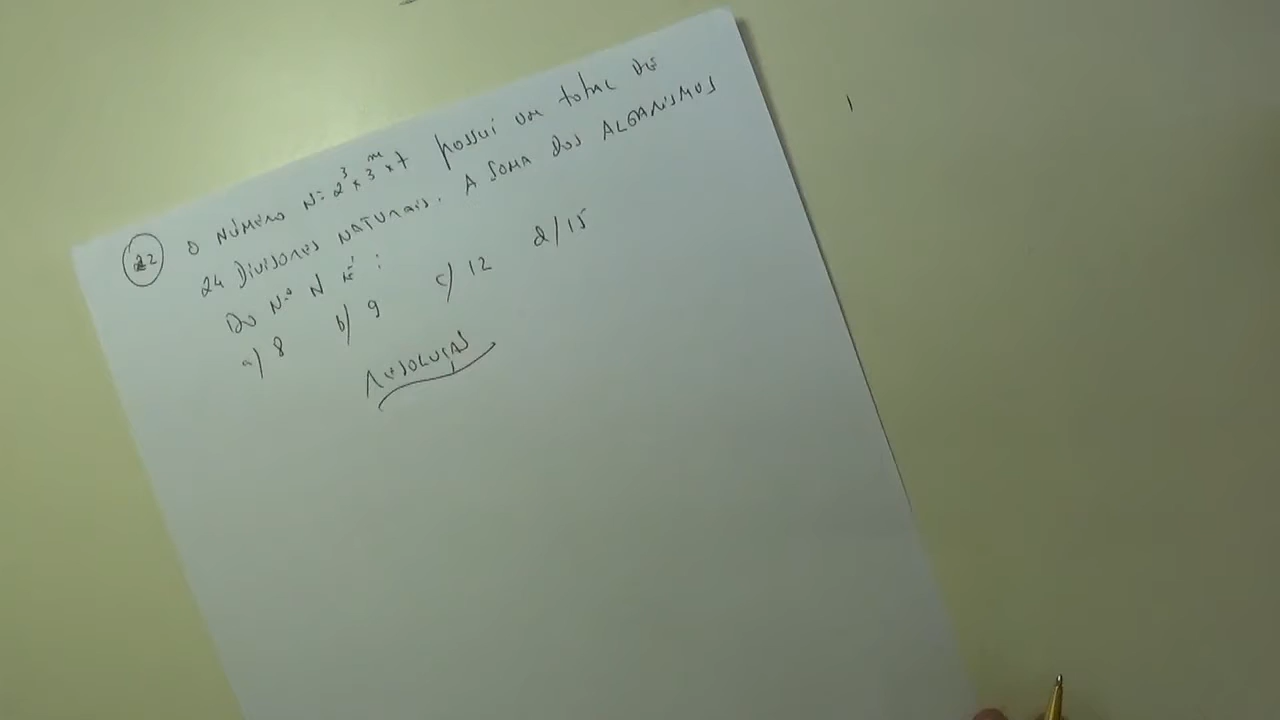 22 O NÚMERO N=2³×3ᵐ×7 possui um total de
24 DIVISORES NATURAIS. A SOMA DOS ALGARISMOS
DO N.º N É:
a) 8 b) 9 c) 12 d) 15
RESOLUÇÃO